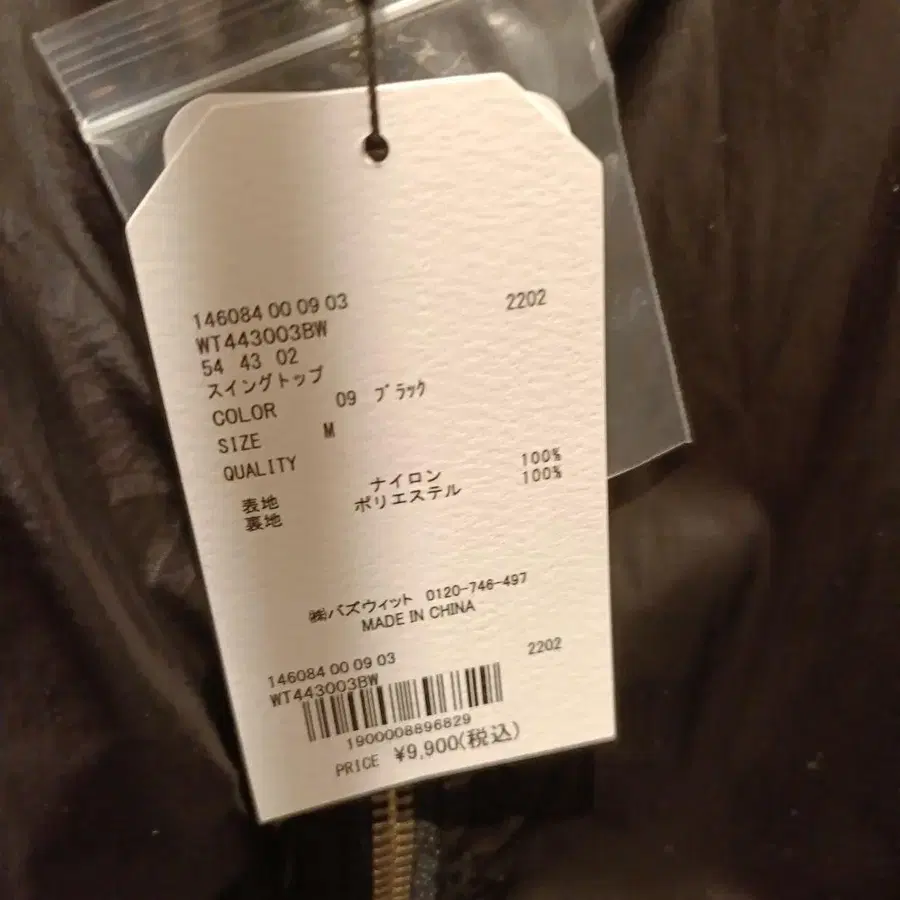 146084 00 09 03 2202
WT443003BW
54 43 02
スイングトップ
COLOR 09 ブラック
SIZE M
QUALITY
表地 ナイロン 100%
裏地 ポリエステル 100%
㈱バズウィット 0120-746-497
MADE IN CHINA
146084 00 09 03 2202
WT443003BW
1900008896829
PRICE ¥9,900(税込)